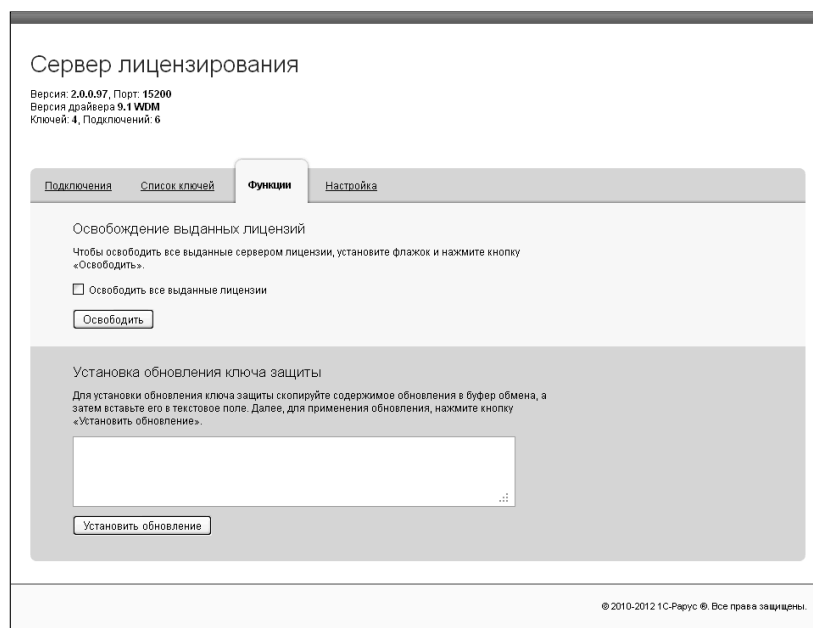 Сервер лицензирования
Версия: 2.0.0.97, Порт: 15200
Версия драйвера 9.1 WDM
Ключей: 4, Подключений: 6
Подключения Список ключей Функции Настройка
Освобождение выданных лицензий
Чтобы освободить все выданные сервером лицензии, установите флажок и нажмите кнопку
«Освободить».
Освободить все выданные лицензии
Освободить
Установка обновления ключа защиты
Для установки обновления ключа защиты скопируйте содержимое обновления в буфер обмена, а
затем вставьте его в текстовое поле. Далее, для применения обновления, нажмите кнопку
«Установить обновление».
Установить обновление
© 2010-2012 1С-Рарус ®. Все права защищены.